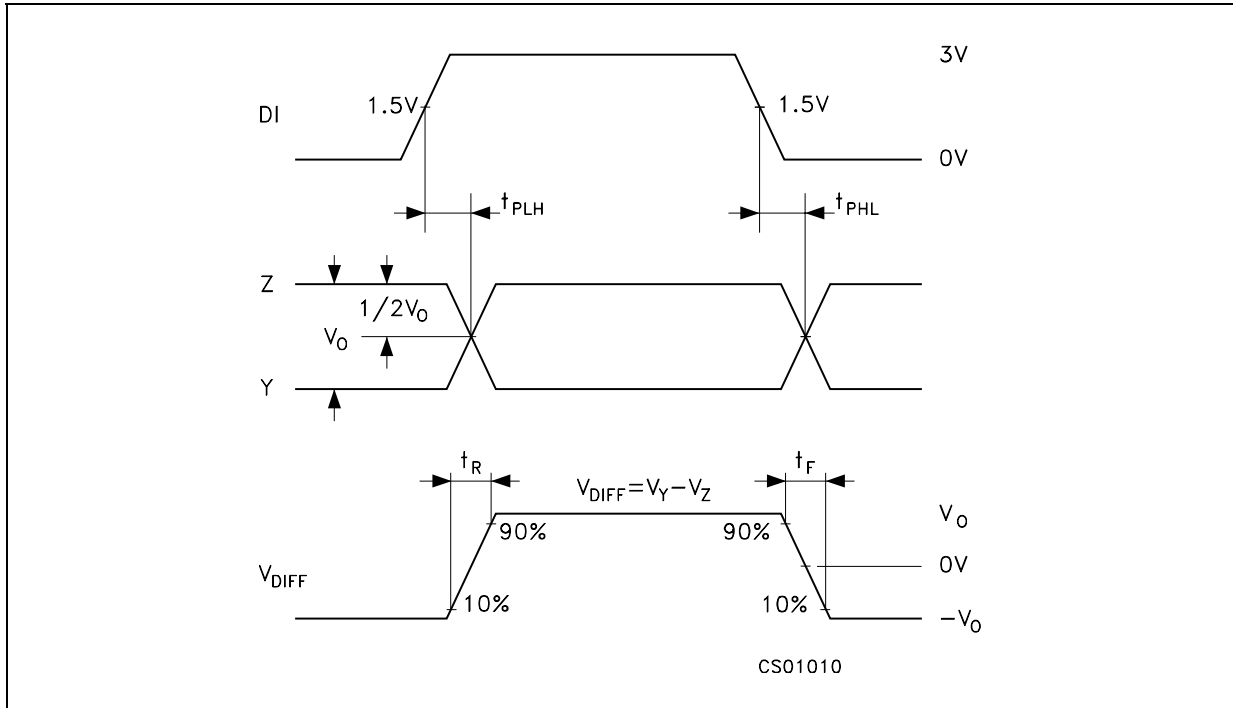 3V
DI 1.5V 1.5V
0V
tPLH tPHL
Z
1/2VO
VO
Y
tR tF
VDIFF=VY−VZ
VO
90% 90%
0V
VDIFF
10% 10%
−VO
CS01010